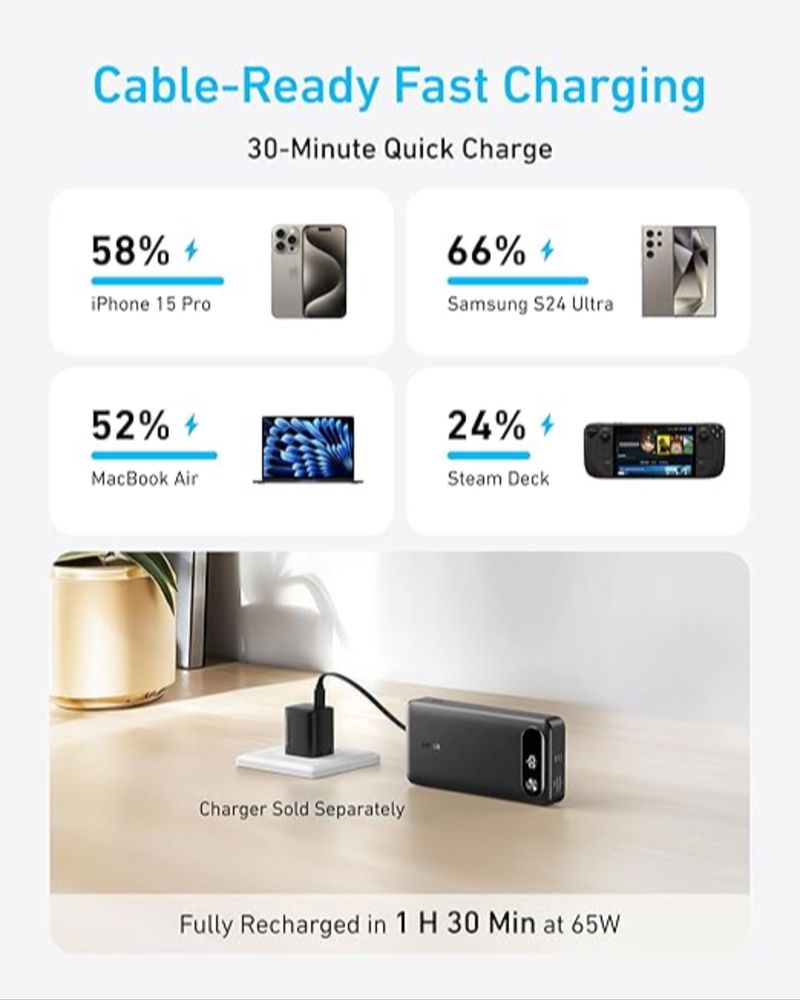 Cable-Ready Fast Charging
30-Minute Quick Charge
58%
iPhone 15 Pro
66%
Samsung S24 Ultra
52%
MacBook Air
24%
Steam Deck
Charger Sold Separately
Fully Recharged in 1 H 30 Min at 65W